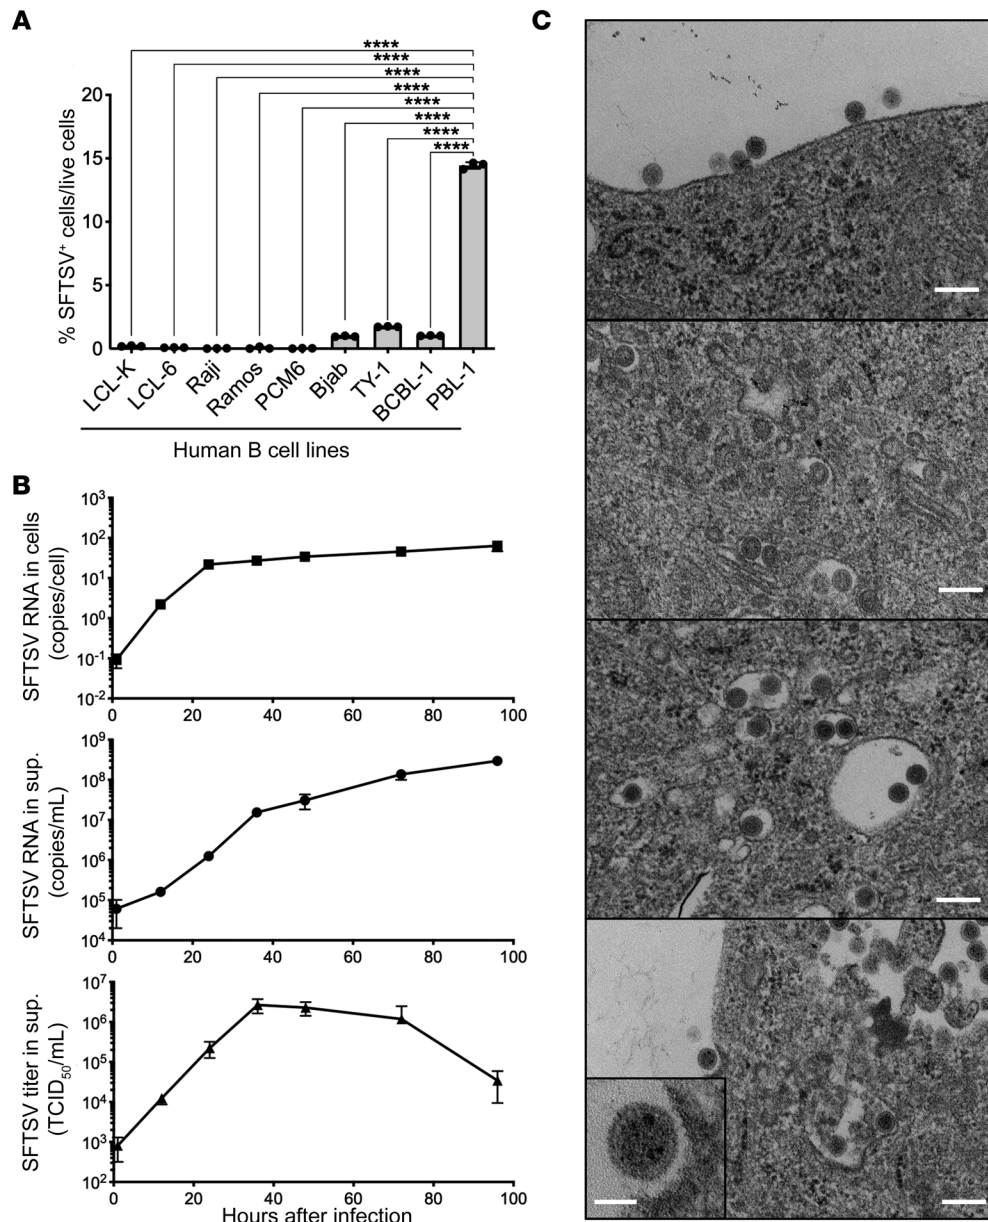 A
****
****
****
****
****
****
****
****
% SFTSV+ cells/live cells
20
15
10
5
0
LCL-K
LCL-6
Raji
Ramos
PCM6
Bjab
TY-1
BCBL-1
PBL-1
Human B cell lines
B
SFTSV RNA in cells
(copies/cell)
10³
10²
10¹
10⁰
10⁻¹
10⁻²
0 20 40 60 80 100
SFTSV RNA in sup.
(copies/mL)
10⁹
10⁸
10⁷
10⁶
10⁵
10⁴
0 20 40 60 80 100
SFTSV titer in sup.
(TCID₅₀/mL)
10⁷
10⁶
10⁵
10⁴
10³
10²
0 20 40 60 80 100
Hours after infection
C